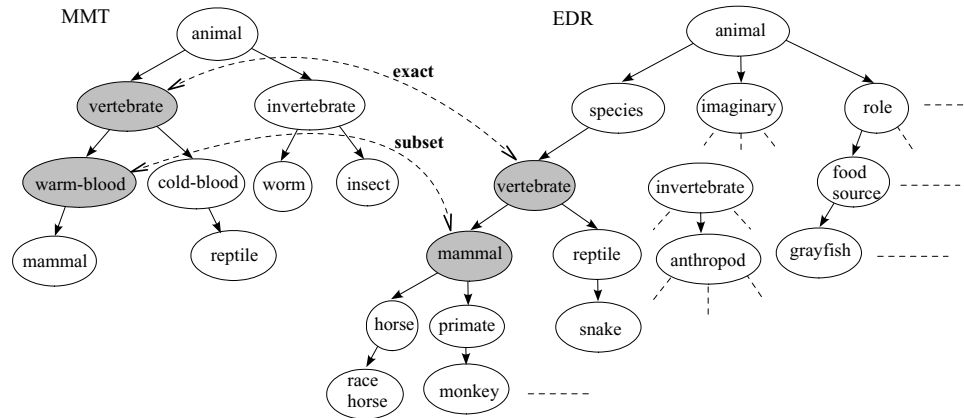 MMT
EDR
animal
animal
exact
vertebrate
invertebrate
species
imaginary
role
subset
warm-blood
cold-blood
worm
insect
vertebrate
invertebrate
food
source
mammal
reptile
mammal
reptile
anthropod
grayfish
horse
primate
snake
race
horse
monkey